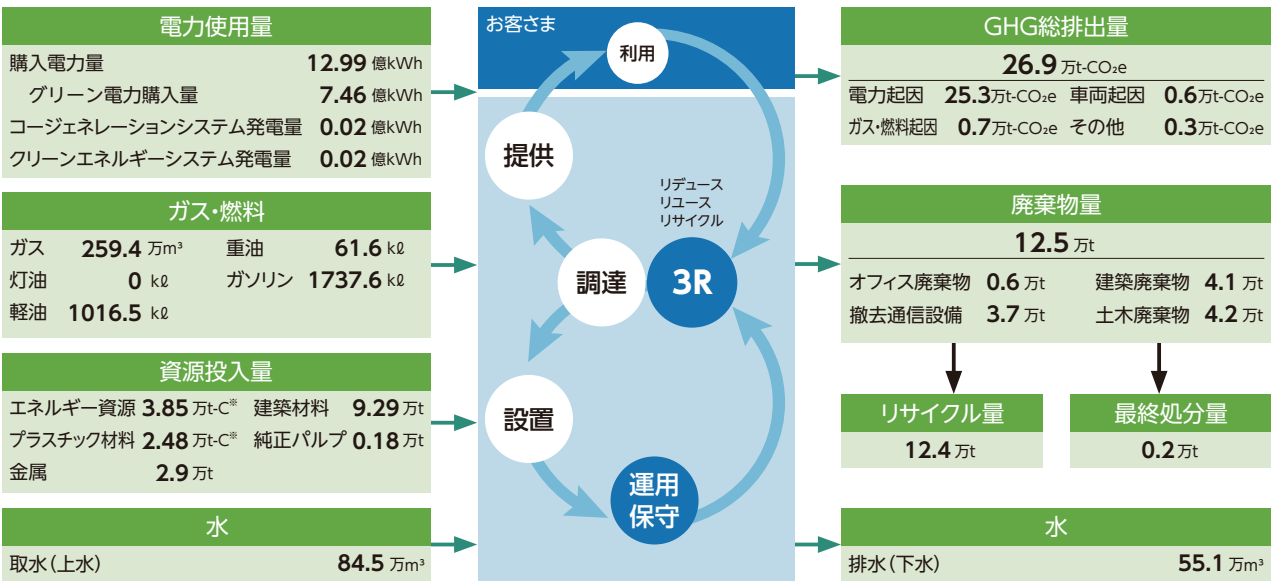 電力使用量
購入電力量 12.99 億kWh
グリーン電力購入量 7.46 億kWh
コージェネレーションシステム発電量 0.02 億kWh
クリーンエネルギーシステム発電量 0.02 億kWh
ガス・燃料
ガス 259.4 万m³ 重油 61.6 kℓ
灯油 0 kℓ ガソリン 1737.6 kℓ
軽油 1016.5 kℓ
資源投入量
エネルギー資源 3.85 万t-C※ 建築材料 9.29 万t
プラスチック材料 2.48 万t-C※ 純正パルプ 0.18 万t
金属 2.9 万t
水
取水(上水) 84.5 万m³
お客さま
利用
提供
リデュース
リユース
リサイクル
調達
3R
設置
運用
保守
GHG総排出量
26.9 万t-CO₂e
電力起因 25.3万t-CO₂e 車両起因 0.6万t-CO₂e
ガス・燃料起因 0.7万t-CO₂e その他 0.3万t-CO₂e
廃棄物量
12.5 万t
オフィス廃棄物 0.6 万t 建築廃棄物 4.1 万t
撤去通信設備 3.7 万t 土木廃棄物 4.2 万t
リサイクル量
12.4 万t
最終処分量
0.2 万t
水
排水(下水) 55.1 万m³